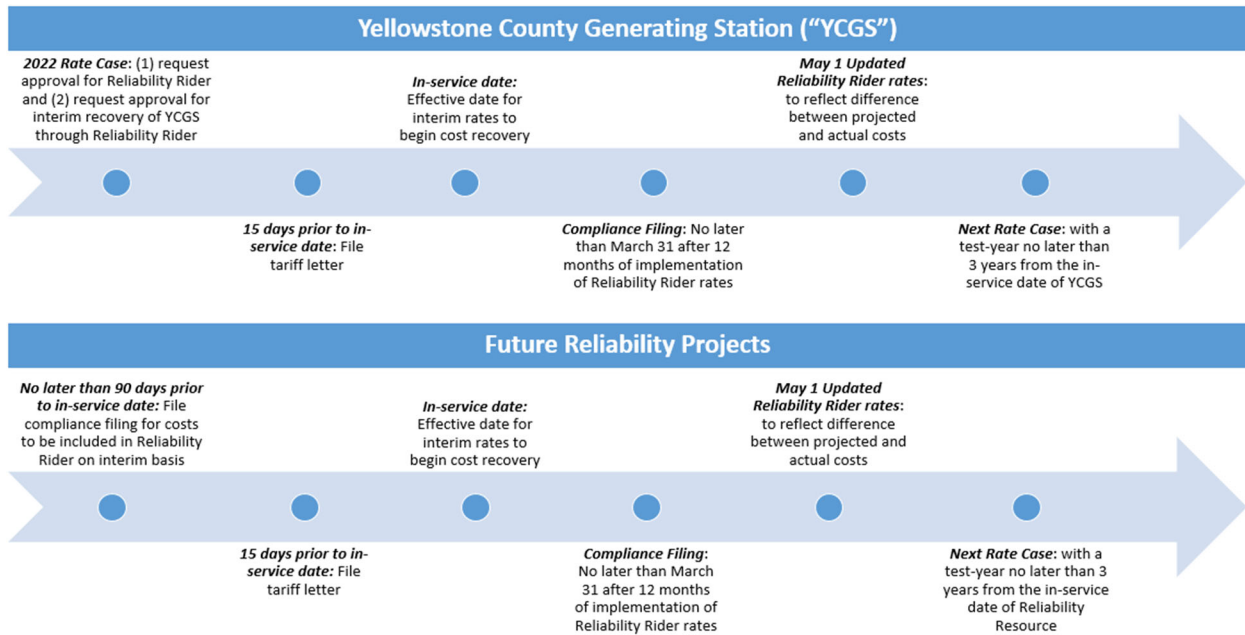 Yellowstone County Generating Station (“YCGS”)
2022 Rate Case: (1) request
approval for Reliability Rider
and (2) request approval for
interim recovery of YCGS
through Reliability Rider
15 days prior to in-
service date: File
tariff letter
In-service date:
Effective date for
interim rates to
begin cost recovery
Compliance Filing: No later
than March 31 after 12
months of implementation
of Reliability Rider rates
May 1 Updated
Reliability Rider rates:
to reflect difference
between projected
and actual costs
Next Rate Case: with a
test-year no later than
3 years from the in-
service date of YCGS
Future Reliability Projects
No later than 90 days prior
to in-service date: File
compliance filing for costs
to be included in Reliability
Rider on interim basis
15 days prior to in-
service date: File
tariff letter
In-service date:
Effective date for
interim rates to
begin cost recovery
Compliance Filing:
No later than March
31 after 12 months
of implementation of
Reliability Rider rates
May 1 Updated
Reliability Rider rates:
to reflect difference
between projected and
actual costs
Next Rate Case: with a
test-year no later than 3
years from the in-service
date of Reliability
Resource